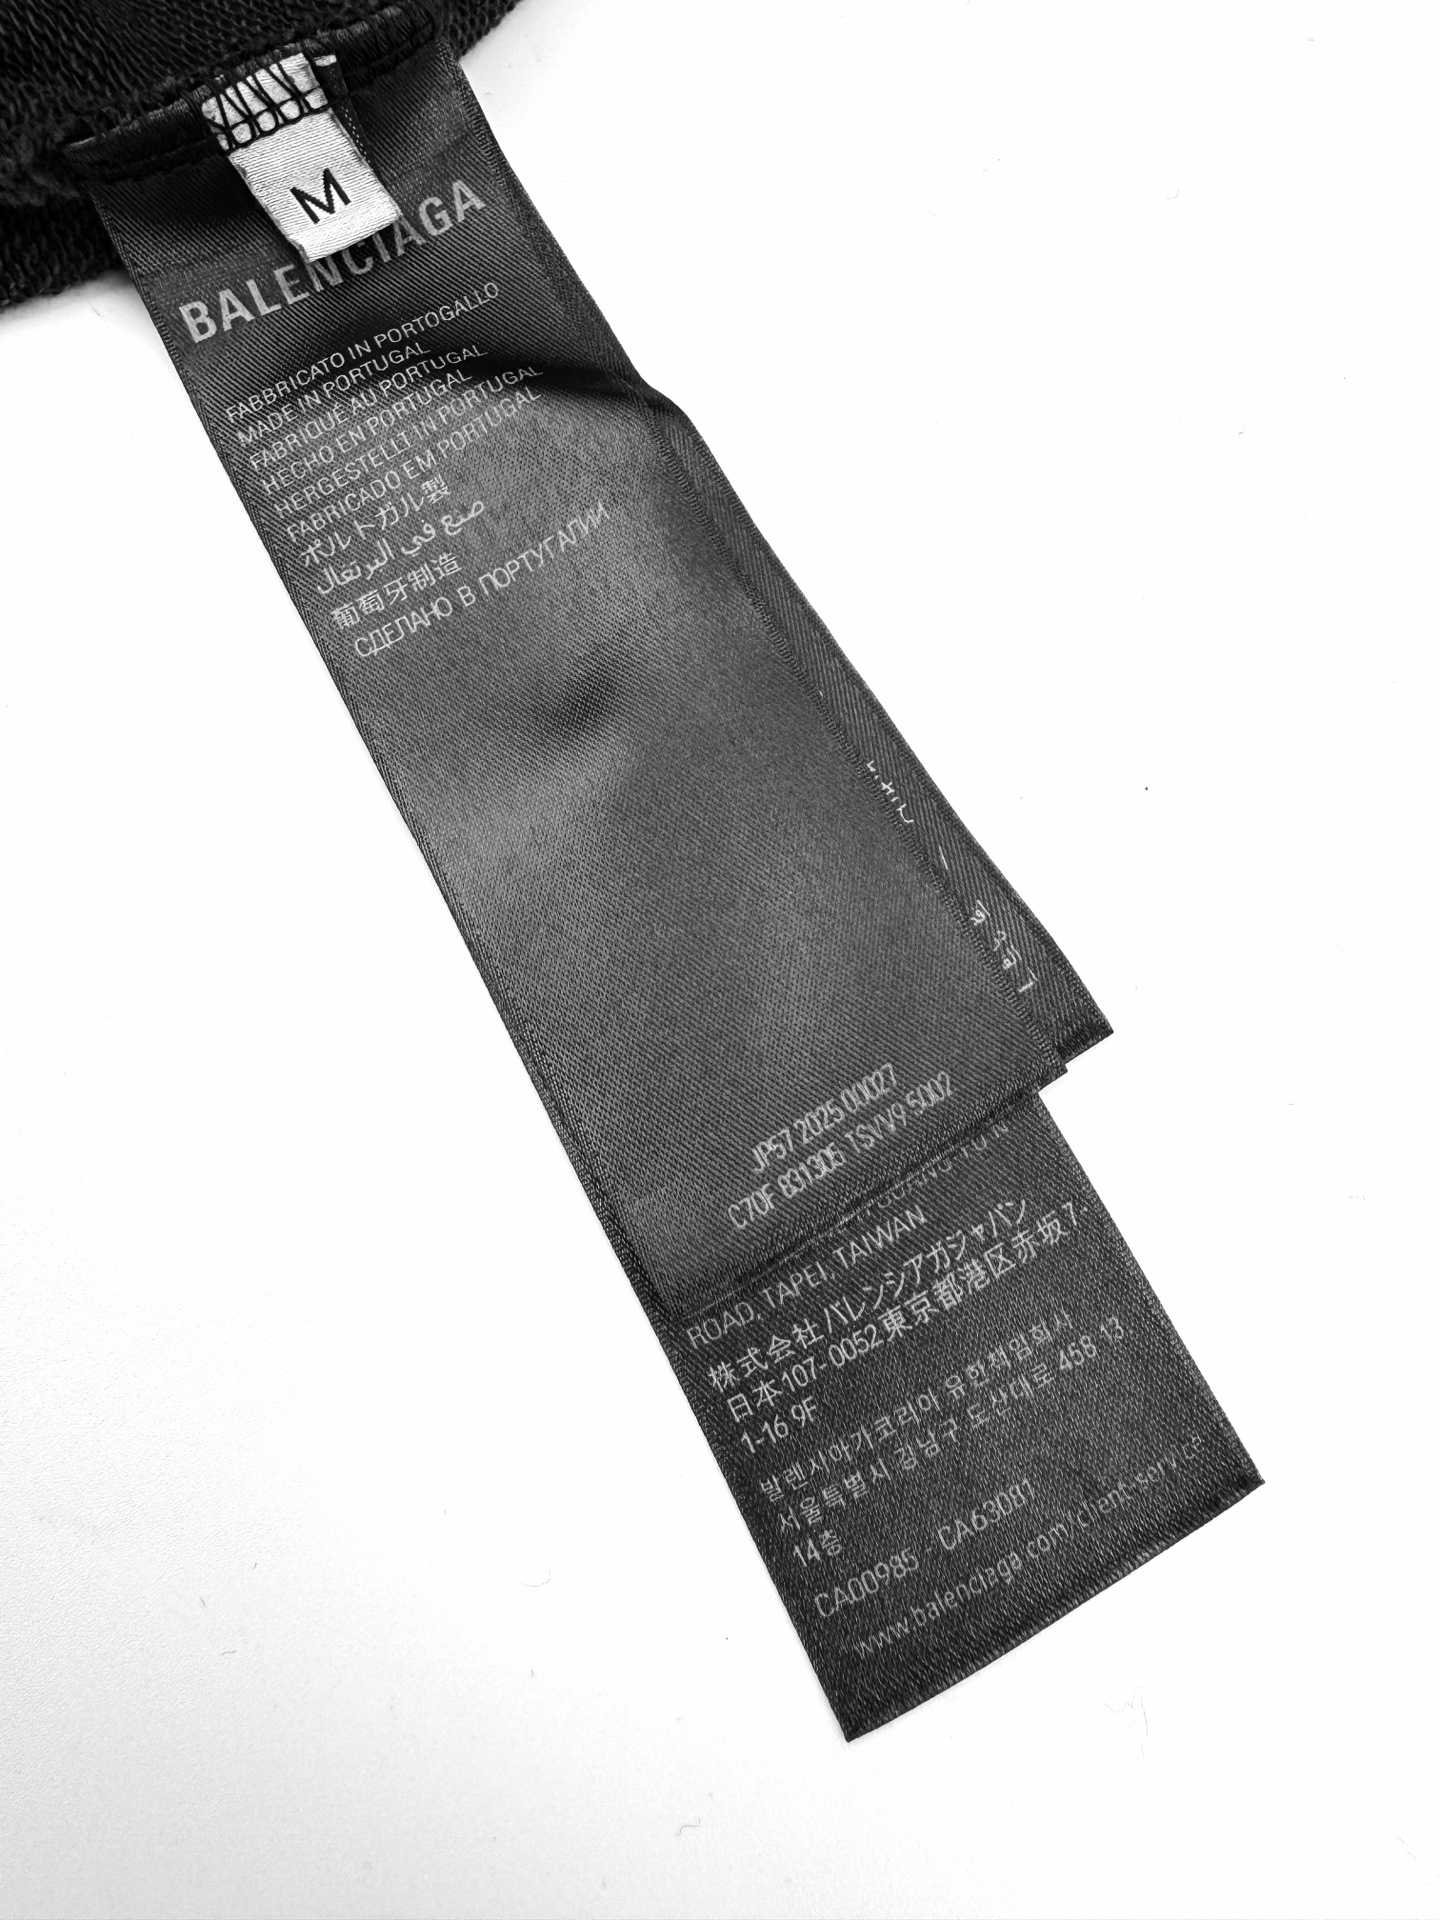 M
BALENCIAGA
FABBRICATO IN PORTOGALLO
MADE IN PORTUGAL
FABRIQUÉ AU PORTUGAL
HECHO EN PORTUGAL
HERGESTELLT IN PORTUGAL
FABRICADO EM PORTUGAL
ポルトガル製
صنع في البرتغال
葡萄牙制造
СДЕЛАНО В ПОРТУГАЛИИ
JP57 2025 00027
C70F 831305 TSVV9 5002
ROAD, TAPEI, TAIWAN
株式会社 バレンシアガジャパン
日本107-0052東京都港区赤坂 7-
1-16 9F
발렌시아가코리아 유한책임회사
서울특별시 강남구 도산대로 458 13
14층
CA00985 - CA63081
www.balenciaga.com/client-service